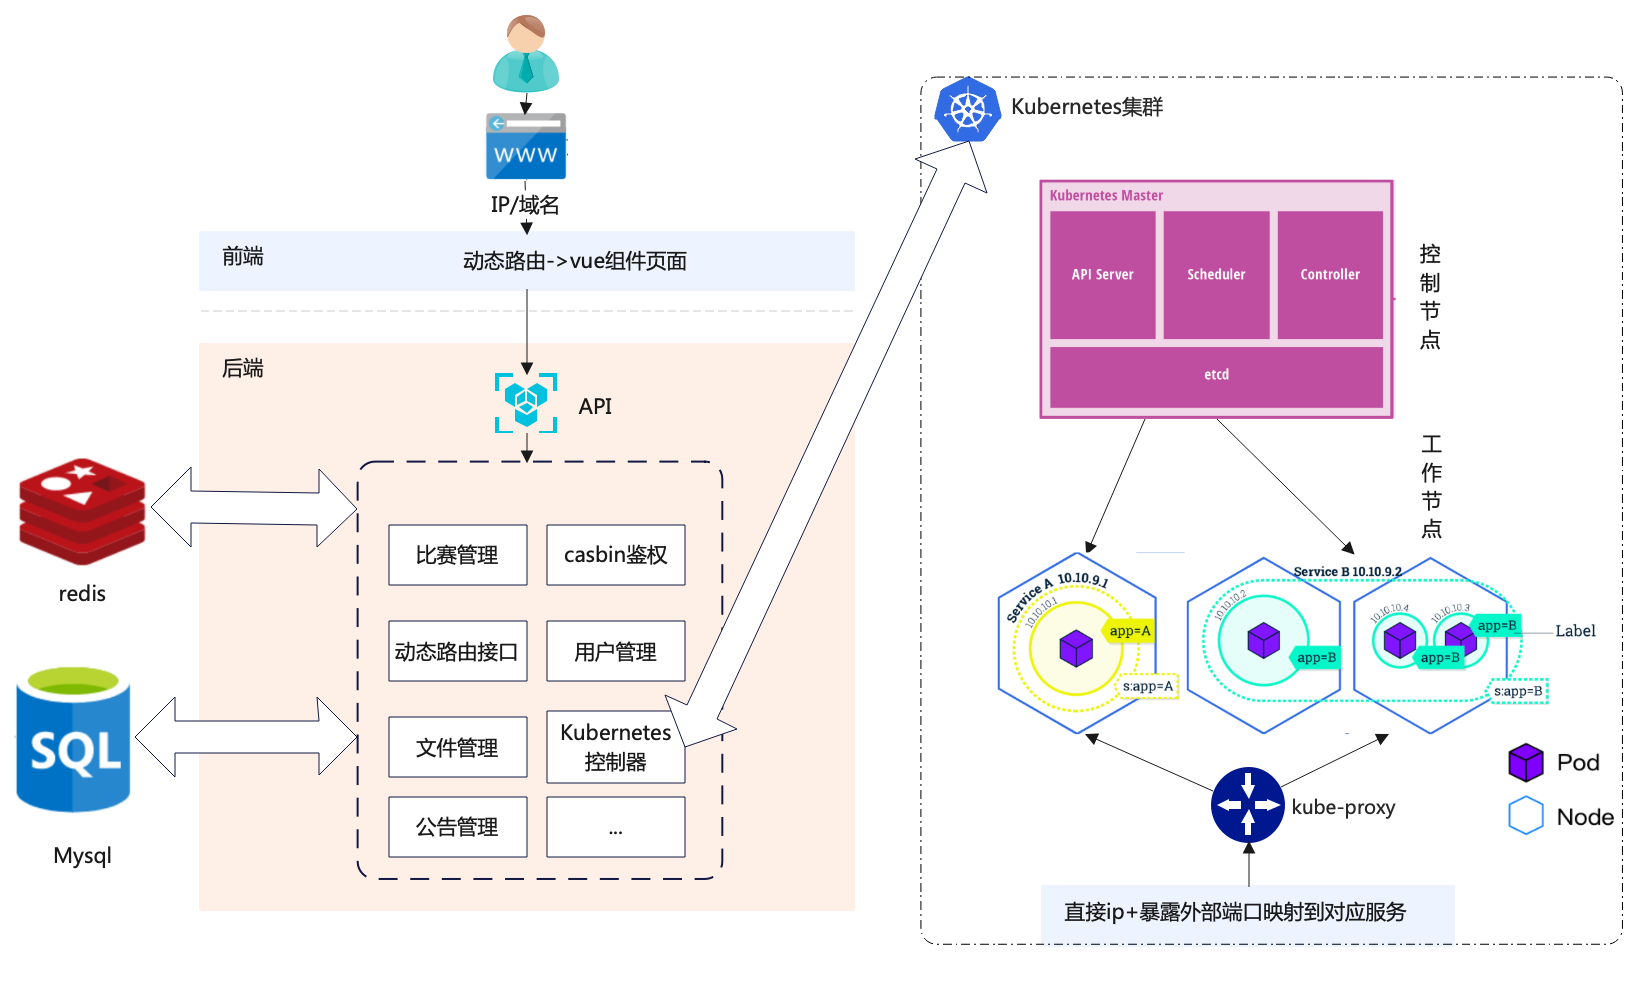 WWW
IP/域名
前端
动态路由->vue组件页面
后端
API
redis
Mysql
SQL
比赛管理
casbin鉴权
动态路由接口
用户管理
文件管理
Kubernetes
控制器
公告管理
...
Kubernetes集群
Kubernetes Master
API Server
Scheduler
Controller
etcd
控
制
节
点
工
作
节
点
Service A 10.10.9.1
10.10.10.1
app=A
s:app=A
Service B 10.10.9.2
10.10.10.2
app=B
10.10.10.4
10.10.10.3
app=B
app=B
Label
s:app=B
Pod
Node
kube-proxy
直接ip+暴露外部端口映射到对应服务